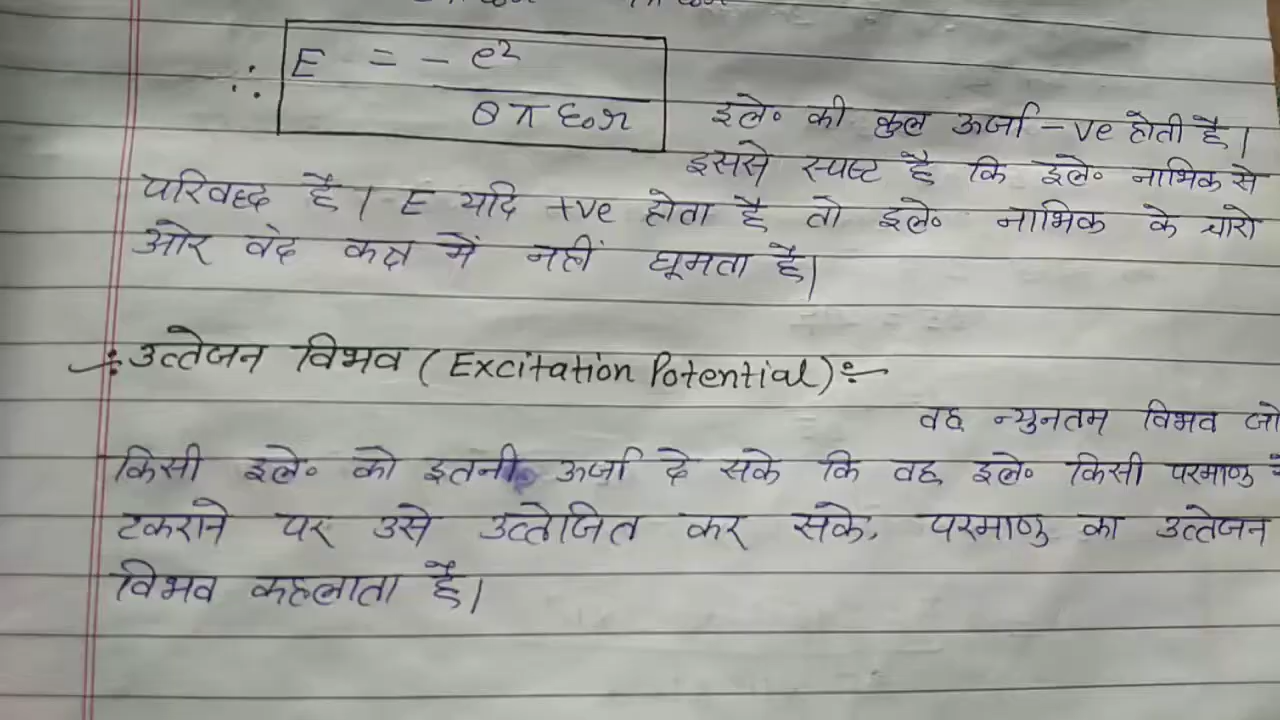 ∴ E = - e²
8πε₀r
इले॰ की कुल ऊर्जा -ve होती है।
इससे स्पष्ट है कि इले॰ नाभिक से
परिवद्ध है। E यदि +ve होता है तो इले॰ नाभिक के चारो
ओर वंद कक्ष में नहीं घूमता है।
उत्तेजन विभव (Excitation Potential) :-
वह न्युनतम विभव जो
किसी इले॰ को इतनी ऊर्जा दे सके कि वह इले॰ किसी परमाणु
टकराने पर उसे उत्तेजित कर सके, परमाणु का उत्तेजन
विभव कहलाता है।